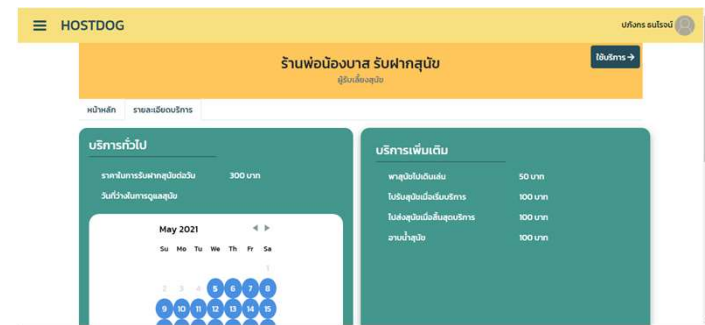 HOSTDOG
ปภังกร ธนโรจน์
ร้านพ่อน้องบาส รับฝากสุนัข
ผู้รับเลี้ยงสุนัข
ใช้บริการ →
หน้าหลัก รายละเอียดบริการ
บริการทั่วไป
ราคาในการรับฝากสุนัขต่อวัน 300 บาท
วันที่ว่างในการดูแลสุนัข
May 2021
Su Mo Tu We Th Fr Sa
1
2 3 4 5 6 7 8
9 10 11 12 13 14 15
บริการเพิ่มเติม
พาสุนัขไปเดินเล่น 50 บาท
ไปรับสุนัขเมื่อเริ่มบริการ 100 บาท
ไปส่งสุนัขเมื่อสิ้นสุดบริการ 100 บาท
อาบน้ำสุนัข 100 บาท